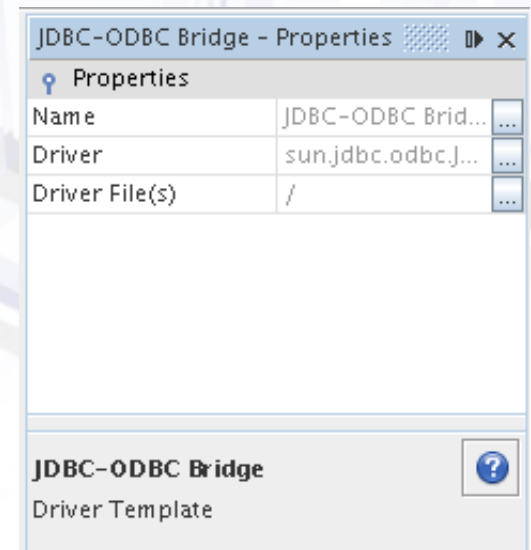 JDBC-ODBC Bridge - Properties
Properties
Name JDBC-ODBC Brid... ...
Driver sun.jdbc.odbc.J... ...
Driver File(s) / ...
JDBC-ODBC Bridge
Driver Template